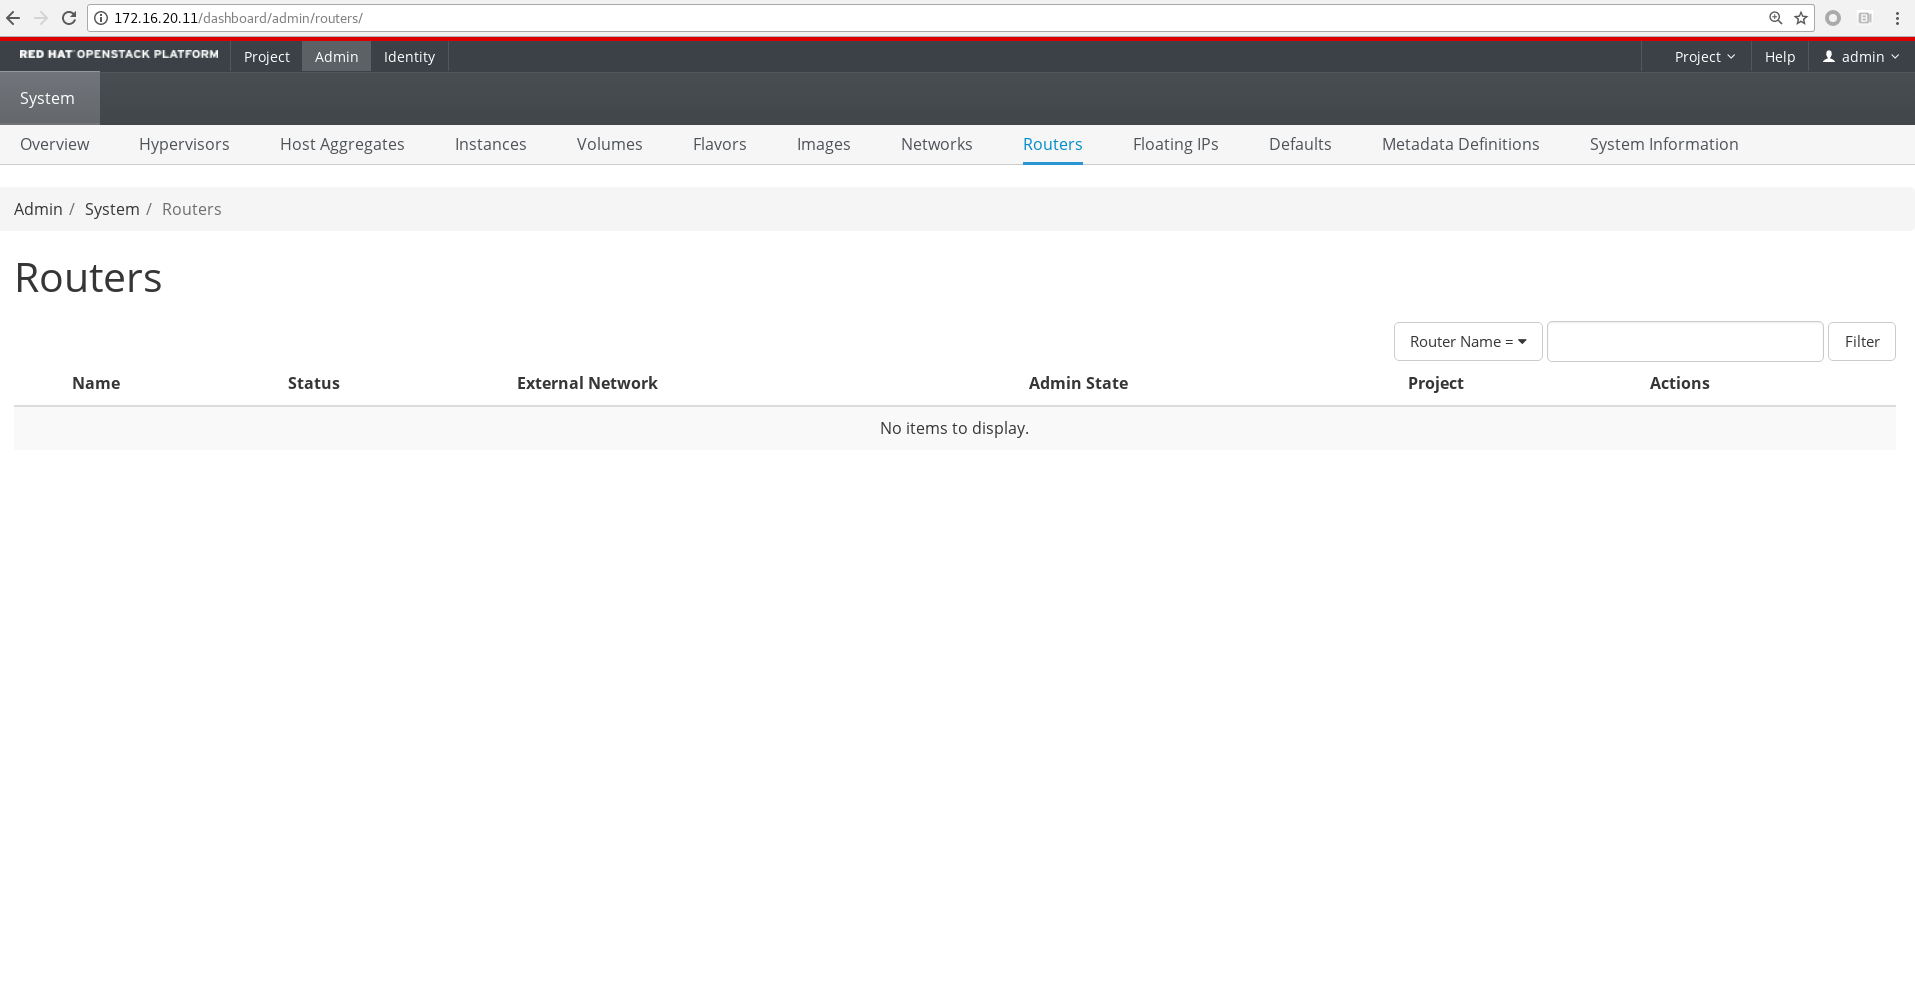 172.16.20.11/dashboard/admin/routers/
RED HAT OPENSTACK PLATFORM Project Admin Identity Project Help admin
System
Overview Hypervisors Host Aggregates Instances Volumes Flavors Images Networks Routers Floating IPs Defaults Metadata Definitions System Information
Admin / System / Routers
Routers
Router Name = Filter
Name Status External Network Admin State Project Actions
No items to display.